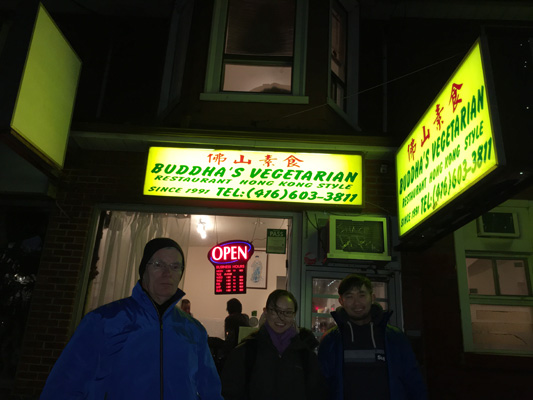 佛山素食
BUDDHA'S VEGETARIAN
RESTAURANT HONG KONG STYLE
SINCE 1991 TEL:(416)603-3811
佛山素食
BUDDHA'S VEGETARIAN
RESTAURANT HONG KONG STYLE
SINCE 1991 TEL:(416)603-3811
OPEN
PASS